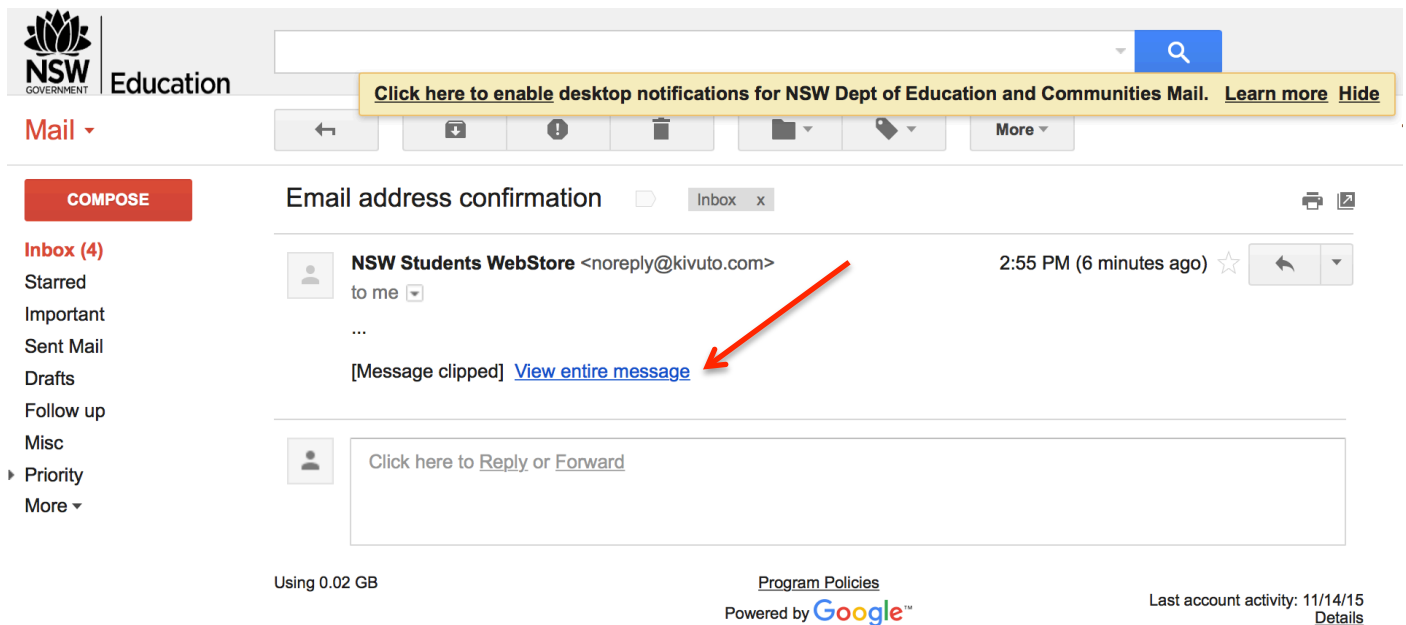 NSW
GOVERNMENT
Education
Click here to enable desktop notifications for NSW Dept of Education and Communities Mail. Learn more Hide
Mail
More
COMPOSE
Email address confirmation Inbox x
Inbox (4)
Starred
Important
Sent Mail
Drafts
Follow up
Misc
Priority
More
NSW Students WebStore <noreply@kivuto.com> 2:55 PM (6 minutes ago)
to me
...
[Message clipped] View entire message
Click here to Reply or Forward
Using 0.02 GB
Program Policies
Powered by Google™
Last account activity: 11/14/15
Details